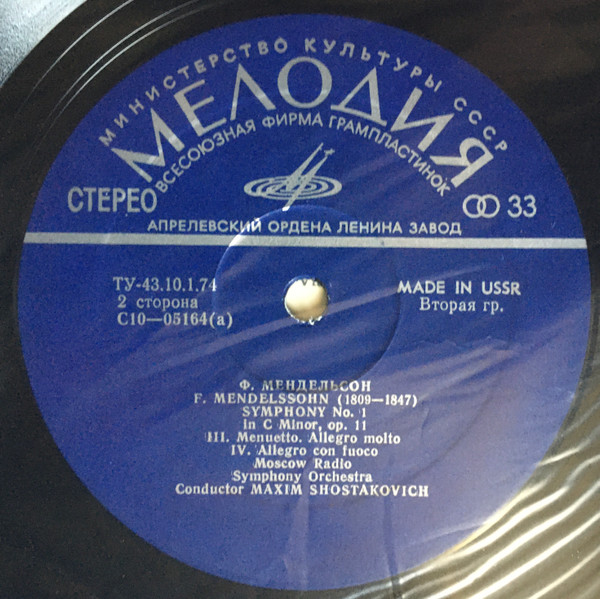 МИНИСТЕРСТВО КУЛЬТУРЫ СССР
МЕЛОДИЯ
ВСЕСОЮЗНАЯ ФИРМА ГРАМПЛАСТИНОК
СТЕРЕО
33
АПРЕЛЕВСКИЙ ОРДЕНА ЛЕНИНА ЗАВОД
ТУ-43.10.1.74
2 сторона
С10—05164(а)
MADE IN USSR
Вторая гр.
Ф. МЕНДЕЛЬСОН
F. MENDELSSOHN (1809—1847)
SYMPHONY No. 1
in C Minor, op. 11
III. Menuetto. Allegro molto
IV. Allegro con fuoco
Moscow Radio
Symphony Orchestra
Conductor MAXIM SHOSTAKOVICH